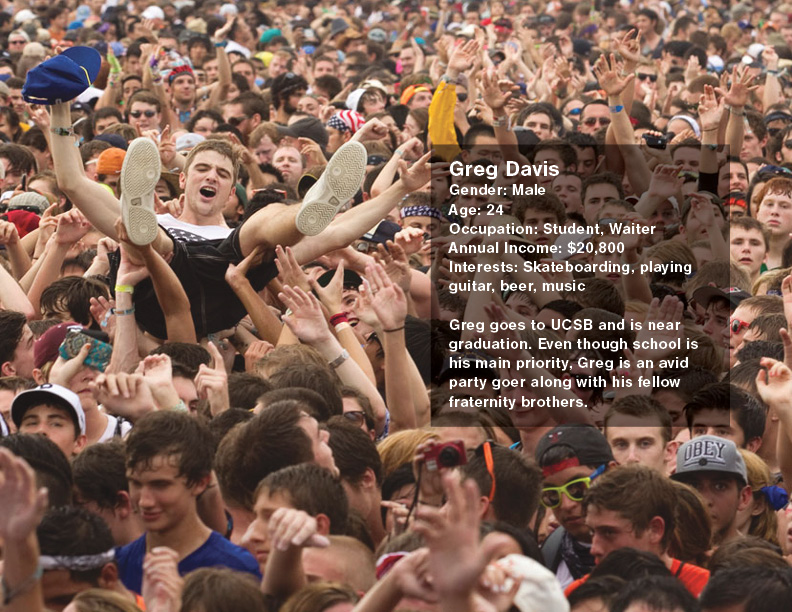 Greg Davis
Gender: Male
Age: 24
Occupation: Student, Waiter
Annual Income: $20,800
Interests: Skateboarding, playing
guitar, beer, music
Greg goes to UCSB and is near
graduation. Even though school is
his main priority, Greg is an avid
party goer along with his fellow
fraternity brothers.
OBEY